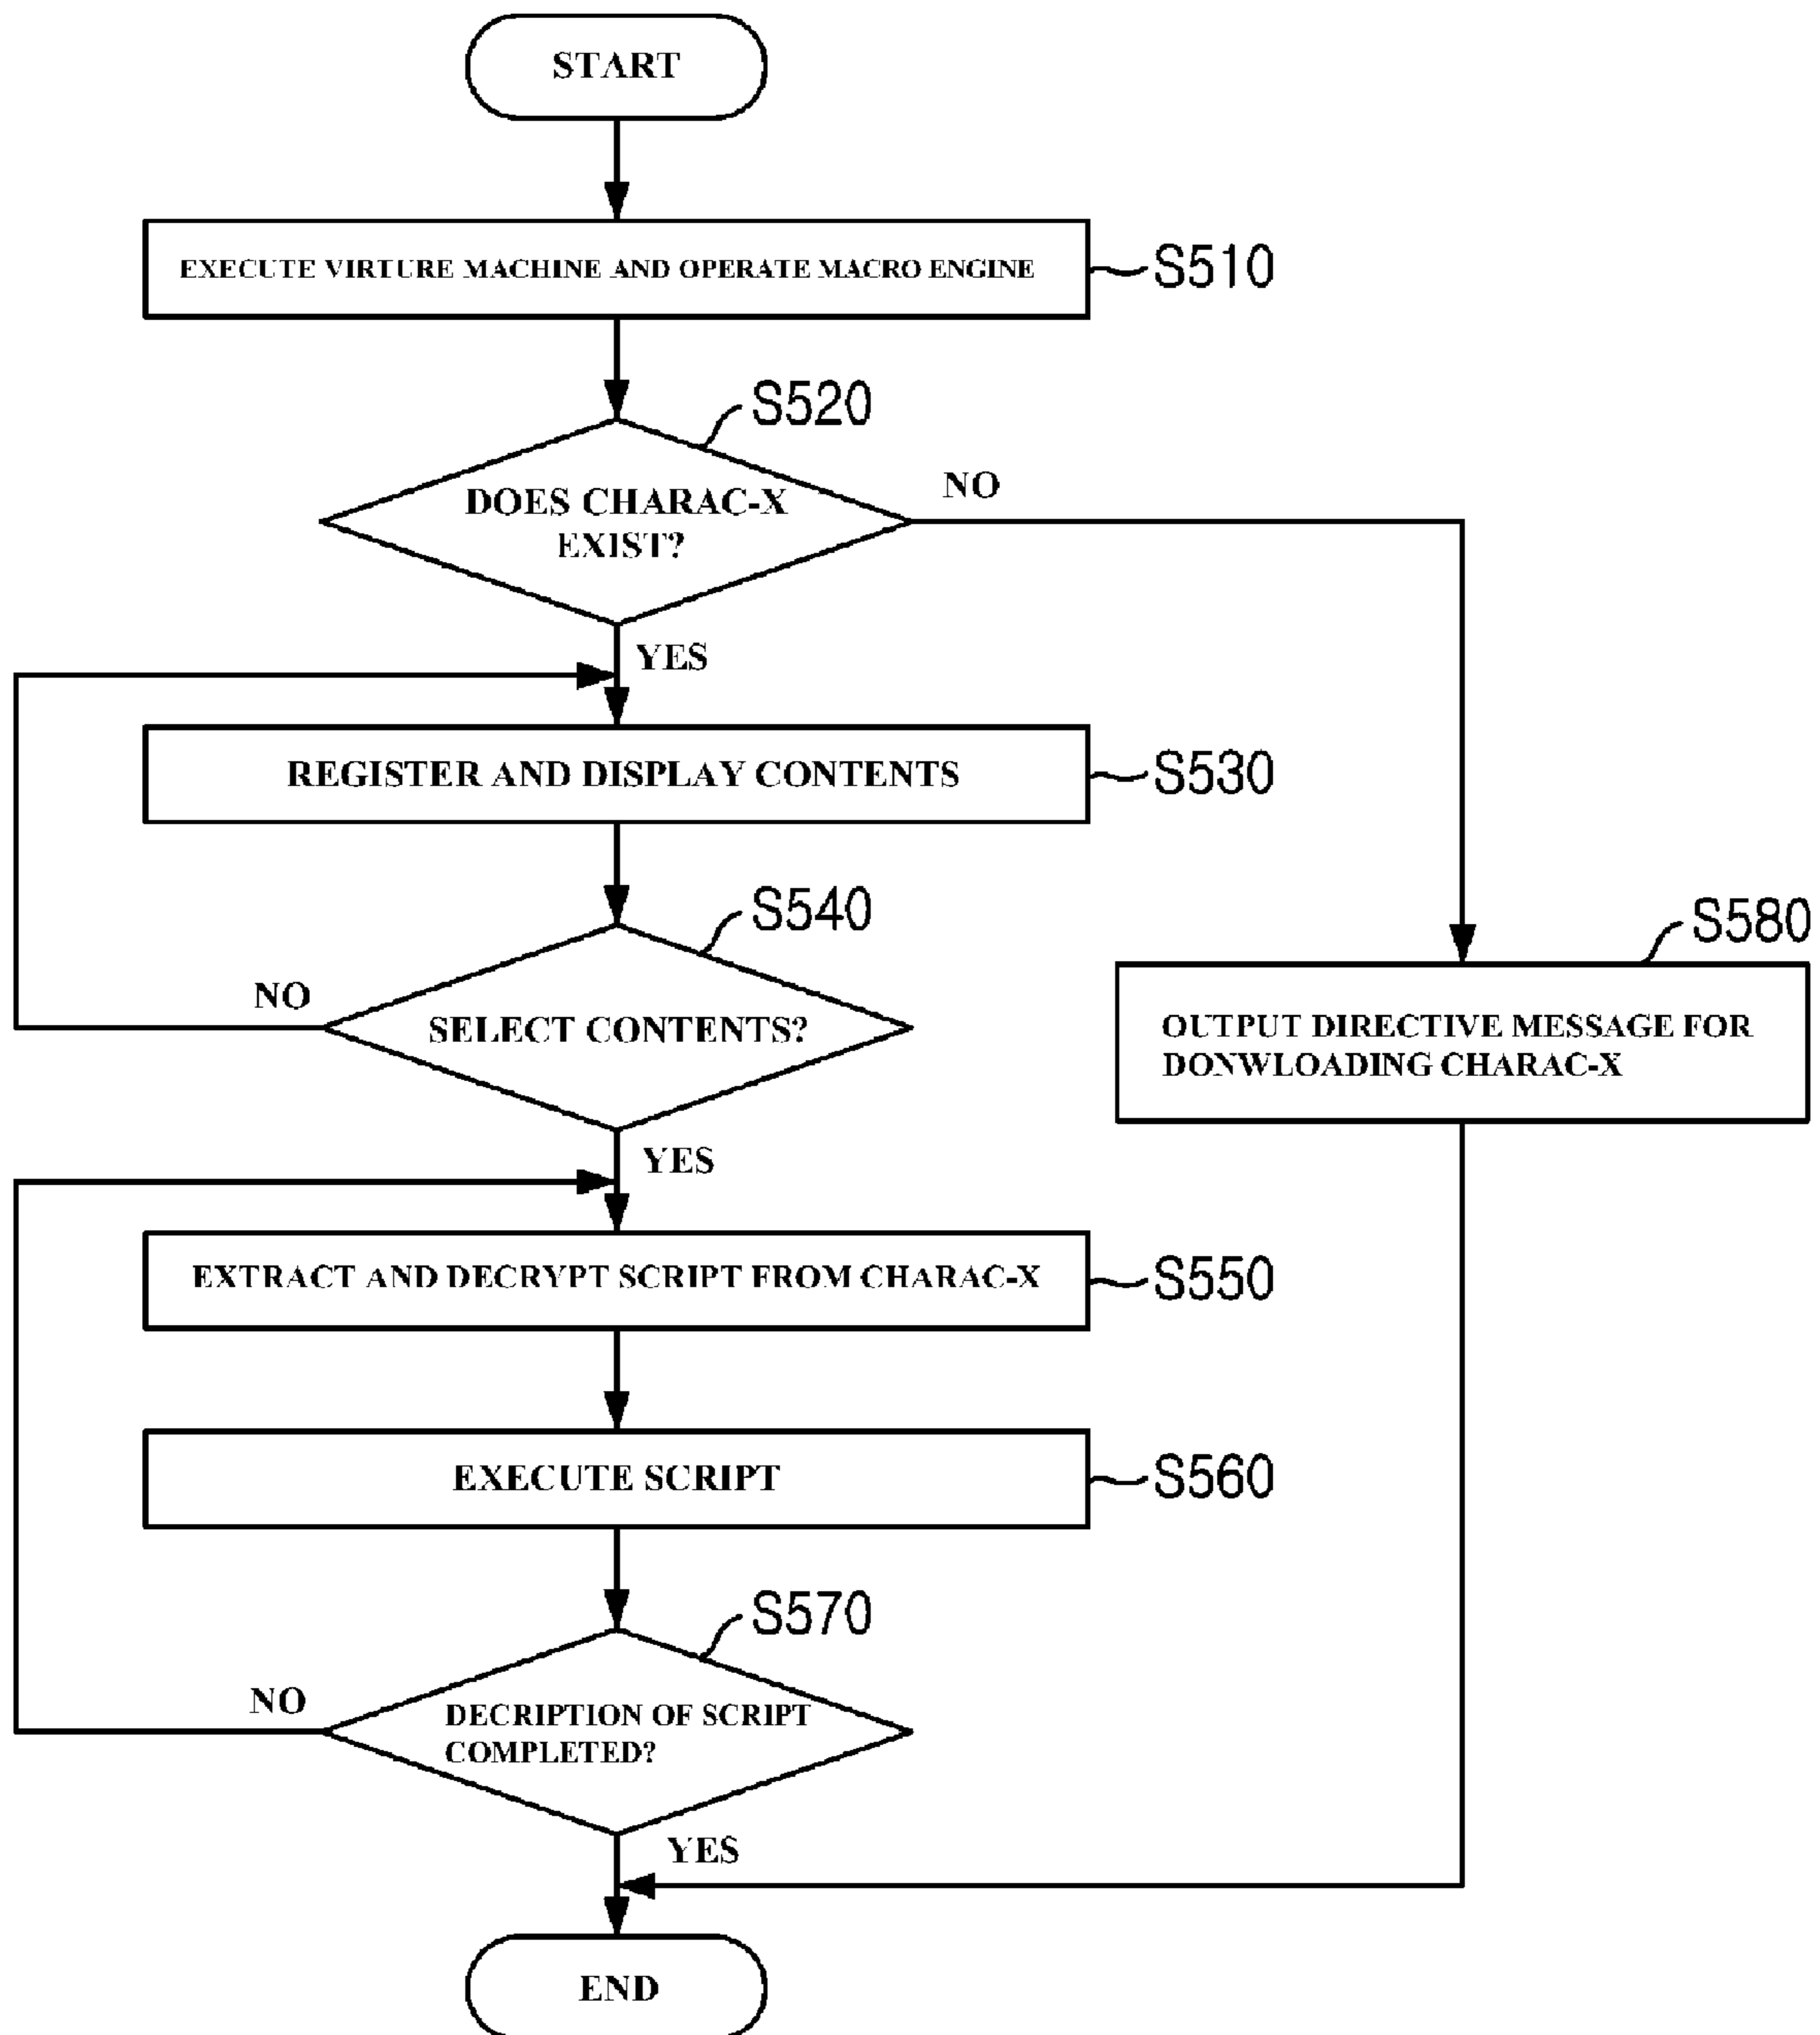 START
EXECUTE VIRTURE MACHINE AND OPERATE MACRO ENGINE
S510
S520
DOES CHARAC-X
EXIST?
NO
YES
REGISTER AND DISPLAY CONTENTS
S530
S540
SELECT CONTENTS?
NO
S580
OUTPUT DIRECTIVE MESSAGE FOR
DONWLOADING CHARAC-X
YES
EXTRACT AND DECRYPT SCRIPT FROM CHARAC-X
S550
EXECUTE SCRIPT
S560
S570
NO
DECRIPTION OF SCRIPT
COMPLETED?
YES
END